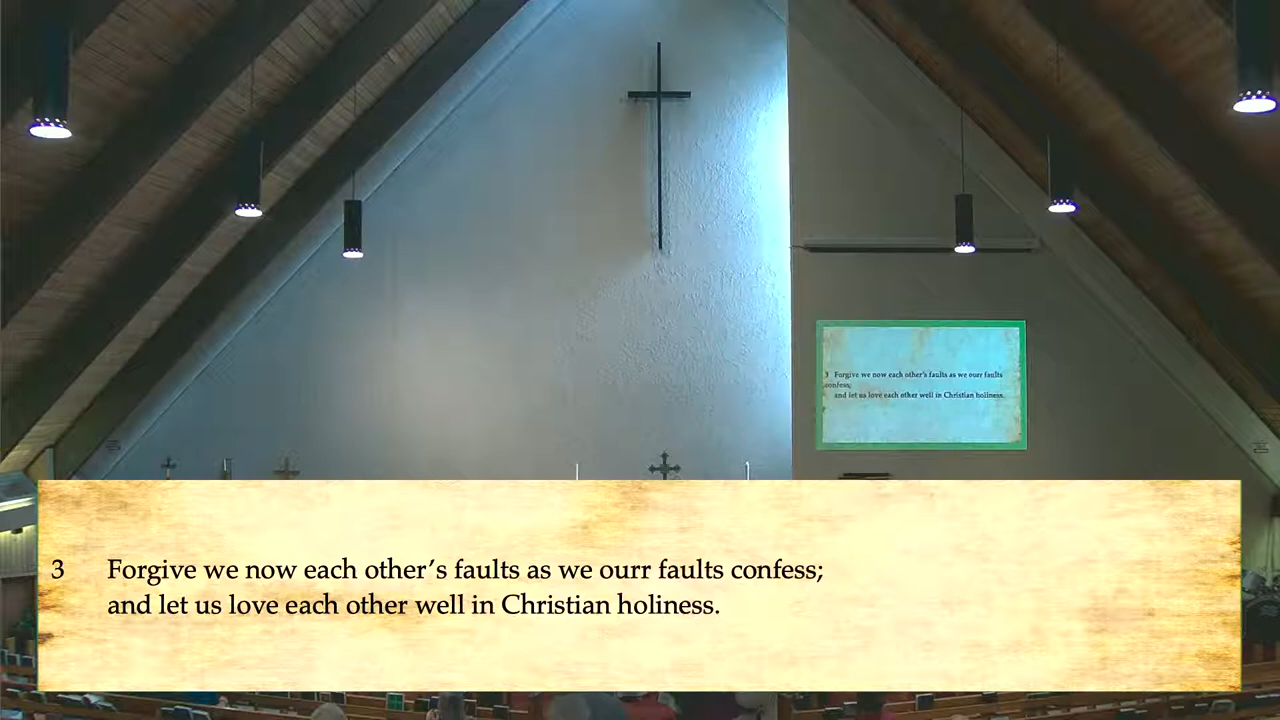 3 Forgive we now each other's faults as we ourr faults
confess;
and let us love each other well in Christian holiness.
3 Forgive we now each other's faults as we ourr faults confess;
and let us love each other well in Christian holiness.